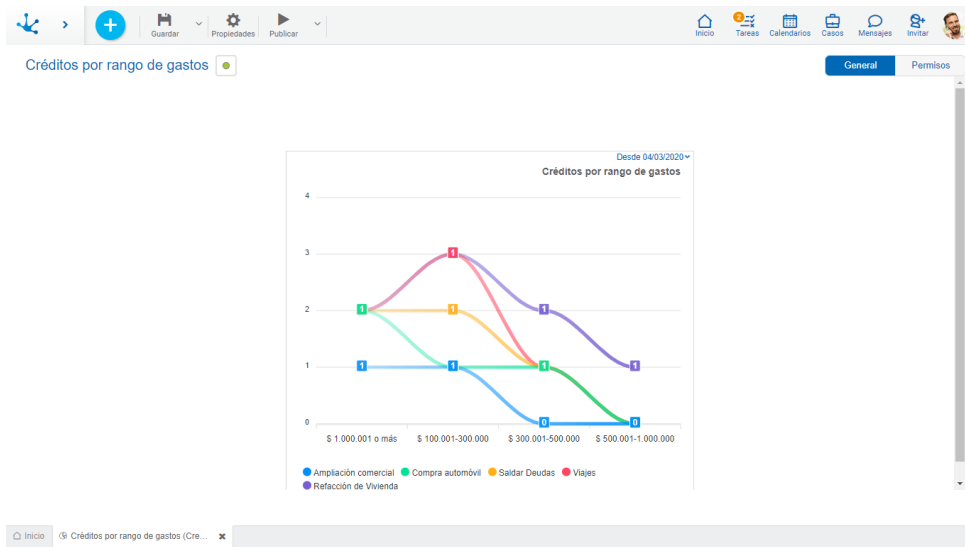 Guardar Propiedades Publicar Inicio 2 Tareas Calendarios Casos Mensajes Invitar
Créditos por rango de gastos General Permisos
Desde 04/03/2020
Créditos por rango de gastos
4
3 1
2 1 1 1
1 1 1 1 1
0 0 0
$ 1.000.001 o más $ 100.001-300.000 $ 300.001-500.000 $ 500.001-1.000.000
Ampliación comercial Compra automóvil Saldar Deudas Viajes
Refacción de Vivienda
Inicio Créditos por rango de gastos (Cre...